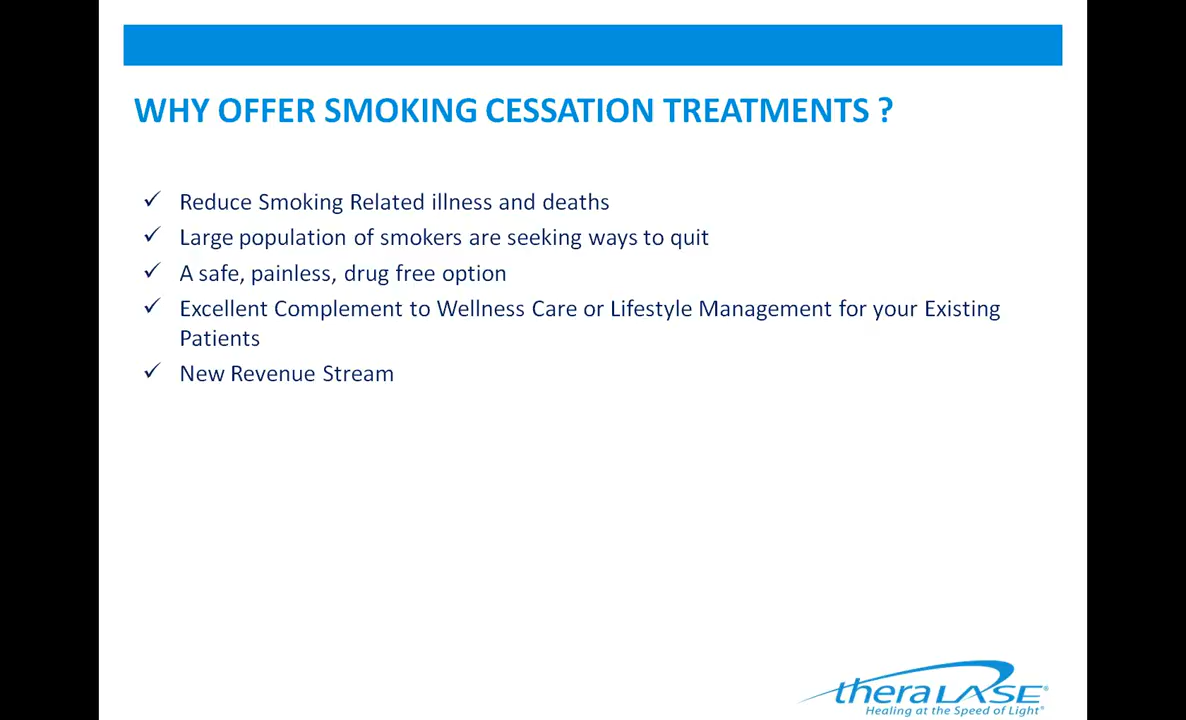 WHY OFFER SMOKING CESSATION TREATMENTS ?
✓ Reduce Smoking Related illness and deaths
✓ Large population of smokers are seeking ways to quit
✓ A safe, painless, drug free option
✓ Excellent Complement to Wellness Care or Lifestyle Management for your Existing
Patients
✓ New Revenue Stream
theraLASE®
Healing at the Speed of Light®